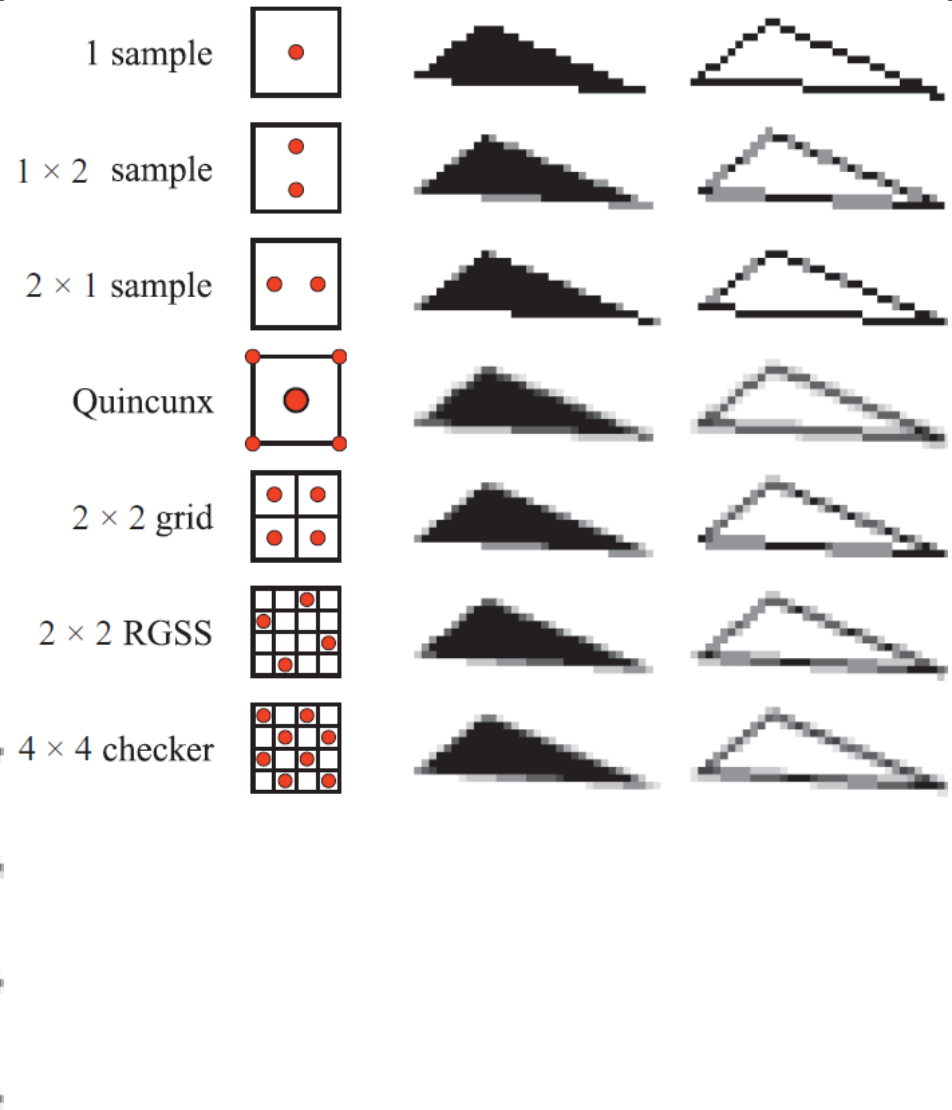 1 sample
1 × 2 sample
2 × 1 sample
Quincunx
2 × 2 grid
2 × 2 RGSS
4 × 4 checker